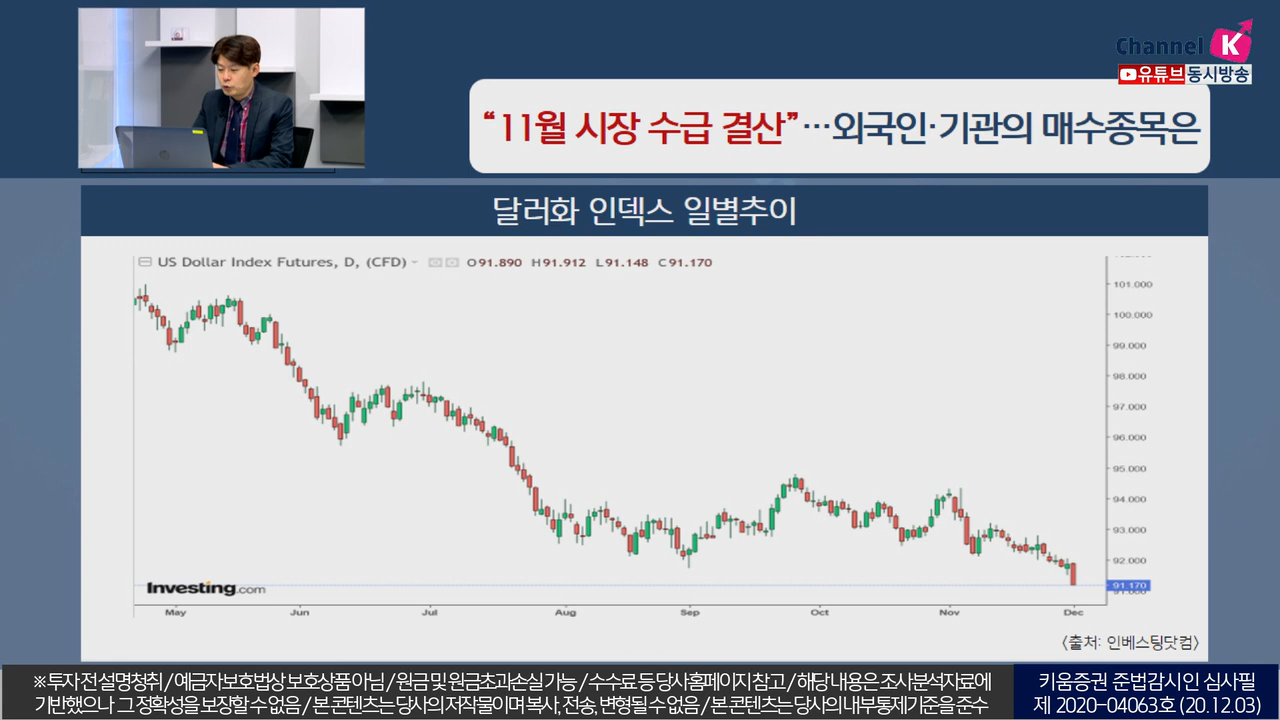 Channel K
유튜브 동시방송
“11월 시장 수급 결산”…외국인·기관의 매수종목은
달러화 인덱스 일별추이
US Dollar Index Futures, D, (CFD) O91.890 H91.912 L91.148 C91.170
101.000
100.000
99.000
98.000
97.000
96.000
95.000
94.000
93.000
92.000
91.170
91.000
Investing.com
May Jun Jul Aug Sep Oct Nov Dec
〈출처: 인베스팅닷컴〉
※ 투자 전 설명청취 / 예금자보호법상 보호상품 아님 / 원금 및 원금초과손실 가능 / 수수료 등 당사홈페이지 참고 / 해당 내용은 조사분석자료에
기반했으나 그 정확성을 보장할 수 없음 / 본 콘텐츠는 당사의 저작물이며 복사, 전송, 변형될 수 없음 / 본 콘텐츠는 당사의 내부통제기준을 준수
키움증권 준법감시인 심사필
제 2020-04063호 (20.12.03)